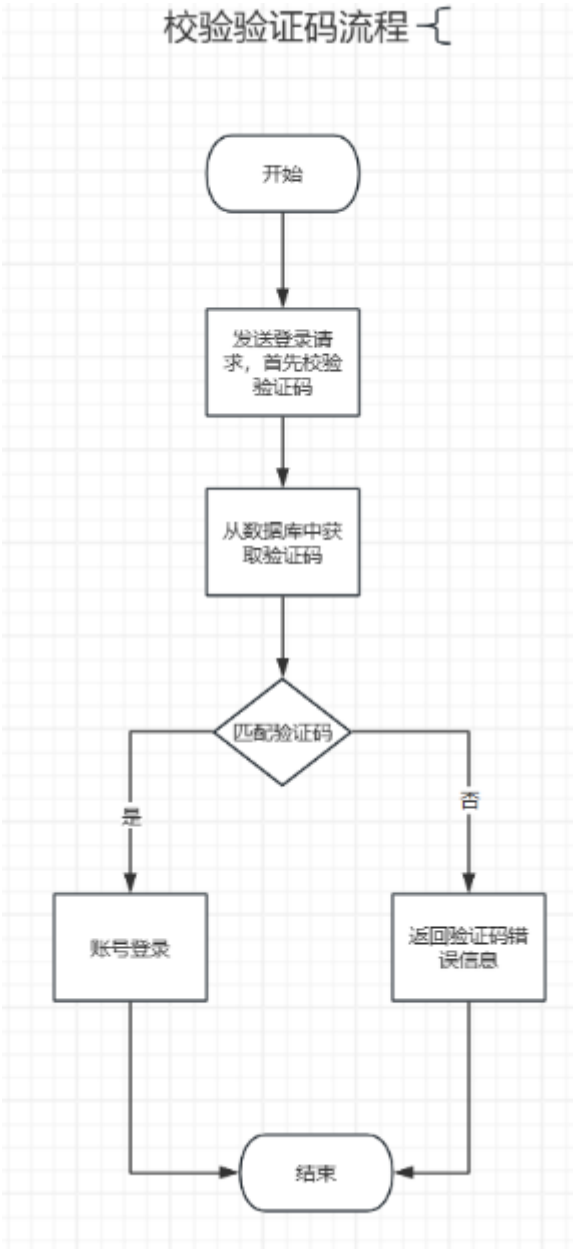 校验验证码流程
开始
发送登录请
求，首先校验
验证码
从数据库中获
取验证码
匹配验证码
是
否
账号登录
返回验证码错
误信息
结束